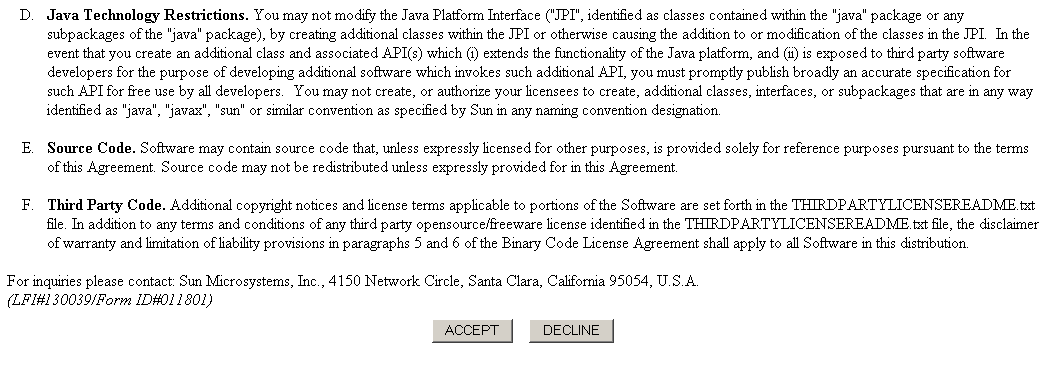 D. Java Technology Restrictions. You may not modify the Java Platform Interface ("JPI", identified as classes contained within the "java" package or any
subpackages of the "java" package), by creating additional classes within the JPI or otherwise causing the addition to or modification of the classes in the JPI. In the
event that you create an additional class and associated API(s) which (i) extends the functionality of the Java platform, and (ii) is exposed to third party software
developers for the purpose of developing additional software which invokes such additional API, you must promptly publish broadly an accurate specification for
such API for free use by all developers. You may not create, or authorize your licensees to create, additional classes, interfaces, or subpackages that are in any way
identified as "java", "javax", "sun" or similar convention as specified by Sun in any naming convention designation.
E. Source Code. Software may contain source code that, unless expressly licensed for other purposes, is provided solely for reference purposes pursuant to the terms
of this Agreement. Source code may not be redistributed unless expressly provided for in this Agreement.
F. Third Party Code. Additional copyright notices and license terms applicable to portions of the Software are set forth in the THIRDPARTYLICENSEREADME.txt
file. In addition to any terms and conditions of any third party opensource/freeware license identified in the THIRDPARTYLICENSEREADME.txt file, the disclaimer
of warranty and limitation of liability provisions in paragraphs 5 and 6 of the Binary Code License Agreement shall apply to all Software in this distribution.
For inquiries please contact: Sun Microsystems, Inc., 4150 Network Circle, Santa Clara, California 95054, U.S.A.
(LFI#130039/Form ID#011801)
ACCEPT DECLINE